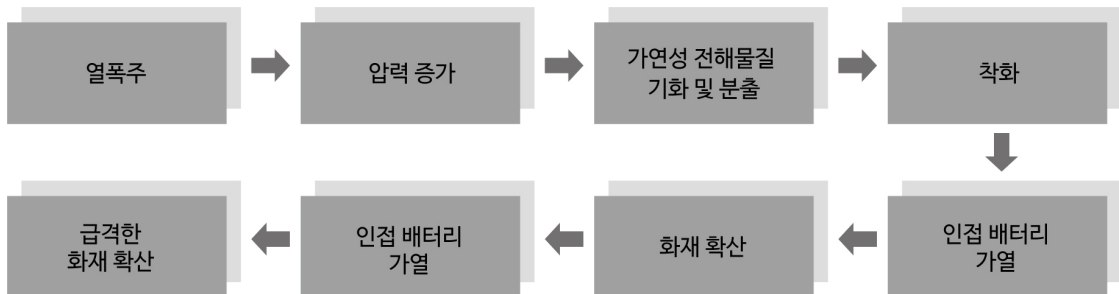 열폭주
압력 증가
가연성 전해물질
기화 및 분출
착화
인접 배터리
가열
화재 확산
인접 배터리
가열
급격한
화재 확산